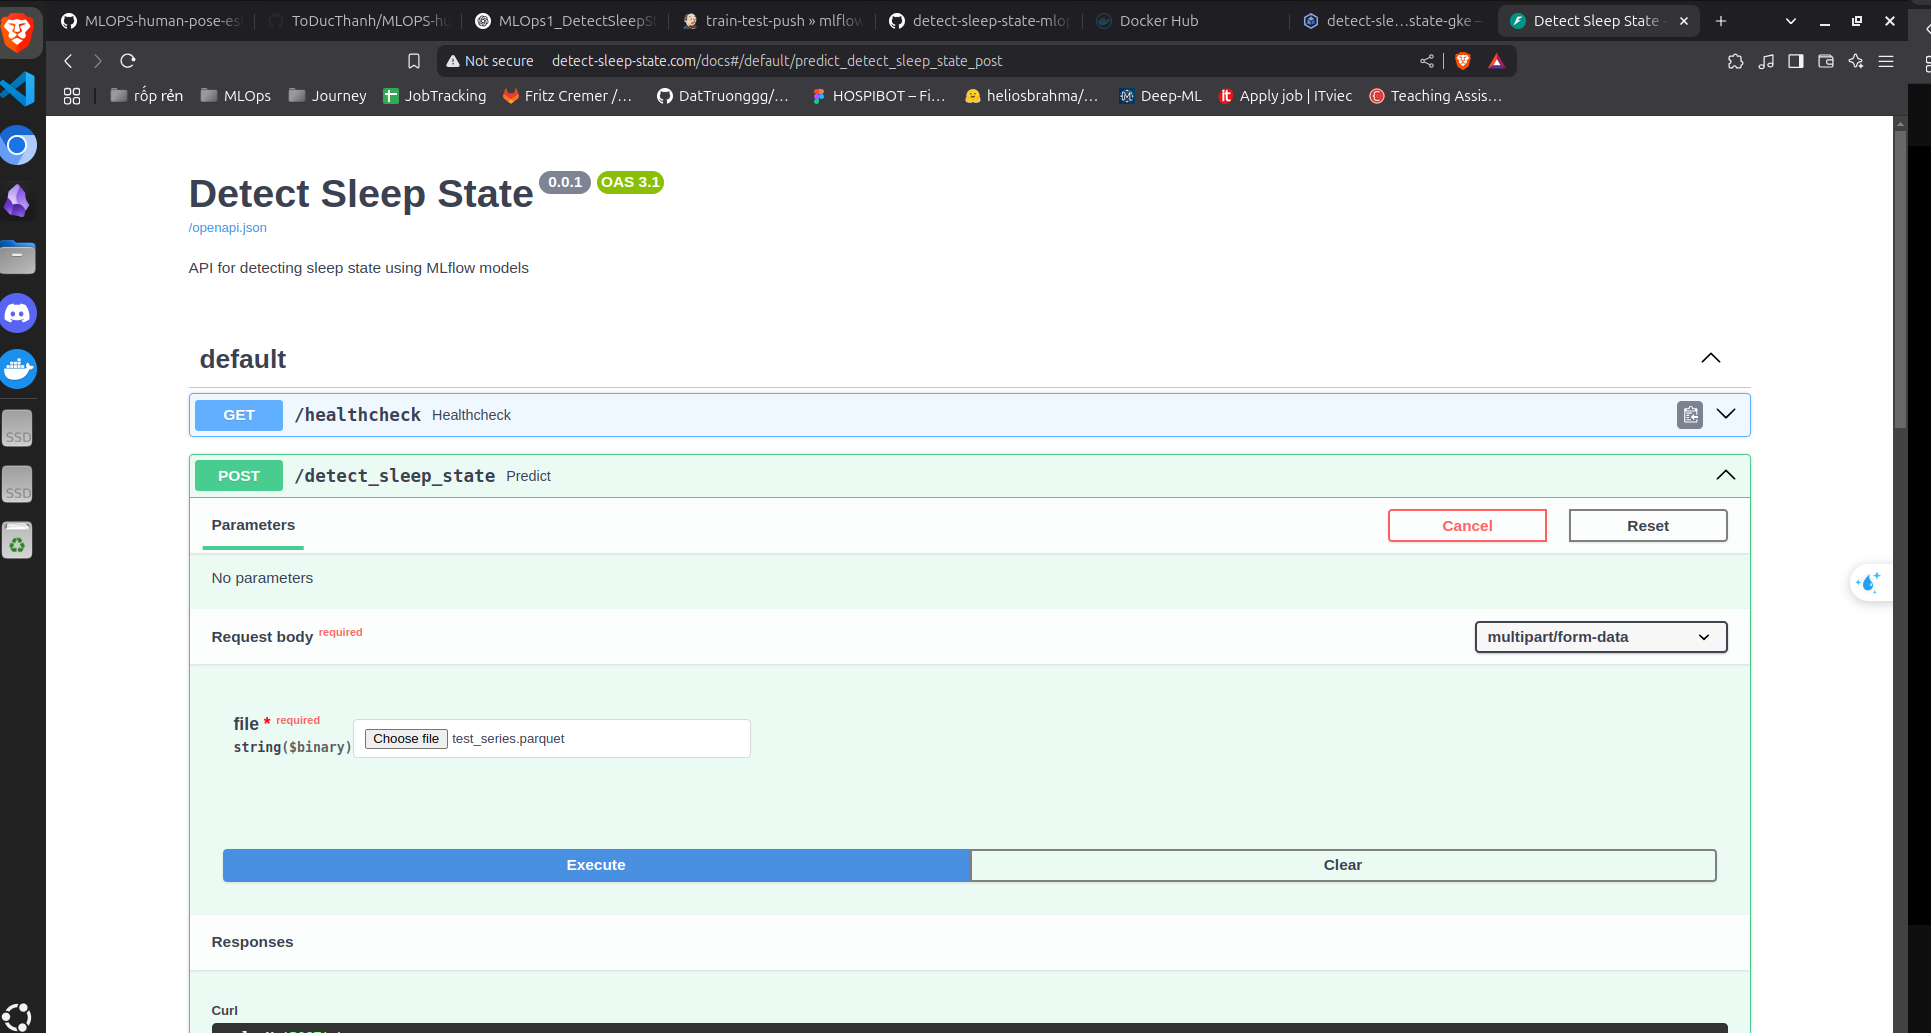 MLOPS-human-pose-es
ToDucThanh/MLOPS-hu
MLOps1_DetectSleepS
train-test-push » mlflow
detect-sleep-state-mlop
Docker Hub
detect-sle…state-gke –
Detect Sleep State -
Not secure detect-sleep-state.com/docs#/default/predict_detect_sleep_state_post
rốp rẻn
MLOps
Journey
JobTracking
Fritz Cremer /…
DatTruonggg/…
HOSPIBOT – Fi…
heliosbrahma/…
Deep-ML
Apply job | ITviec
Teaching Assis…
Detect Sleep State 0.0.1 OAS 3.1
/openapi.json
API for detecting sleep state using MLflow models
default
GET /healthcheck Healthcheck
POST /detect_sleep_state Predict
Parameters Cancel Reset
No parameters
Request body required multipart/form-data
file * required
string($binary) Choose file test_series.parquet
Execute Clear
Responses
Curl
SSD
SSD